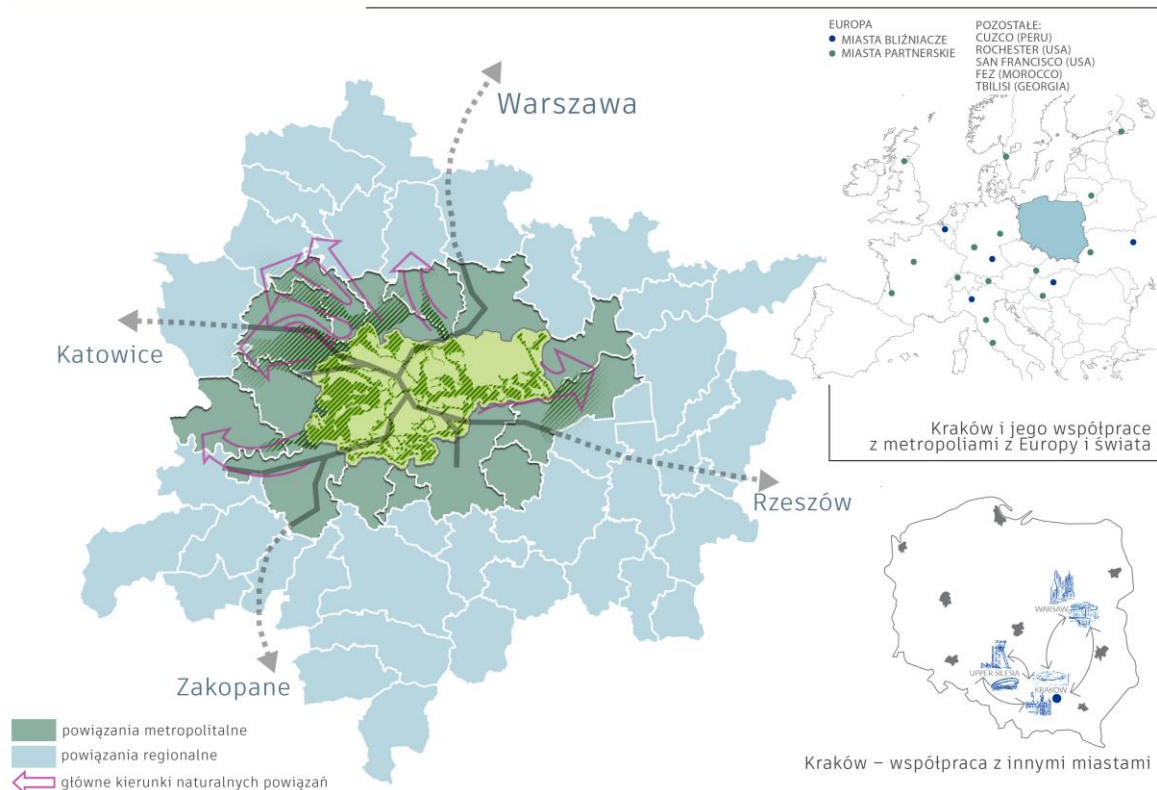 Warszawa
Katowice
Rzeszów
Zakopane
powiązania metropolitalne
powiązania regionalne
główne kierunki naturalnych powiązań
EUROPA
MIASTA BLIŹNIACZE
MIASTA PARTNERSKIE
POZOSTAŁE:
CUZCO (PERU)
ROCHESTER (USA)
SAN FRANCISCO (USA)
FEZ (MOROCCO)
TBILISI (GEORGIA)
Kraków i jego współprace
z metropoliami z Europy i świata
WARSAW
UPPER SILESIA
KRAKOW
Kraków – współpraca z innymi miastami